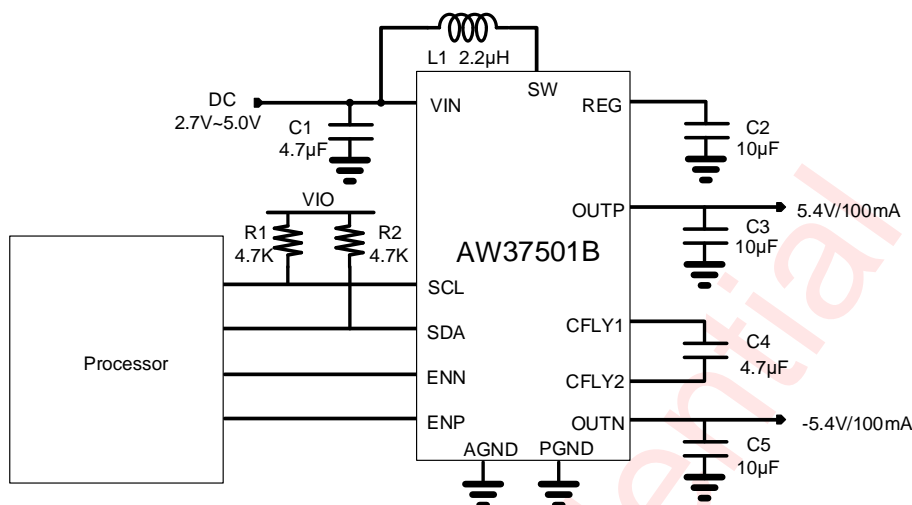 L1 2.2µH
SW
DC
2.7V~5.0V
VIN
REG
C1
4.7µF
C2
10µF
VIO
R1
4.7K
R2
4.7K
OUTP
5.4V/100mA
C3
10µF
AW37501B
SCL
SDA
CFLY1
C4
4.7µF
CFLY2
Processor
ENN
ENP
OUTN
-5.4V/100mA
C5
10µF
AGND
PGND